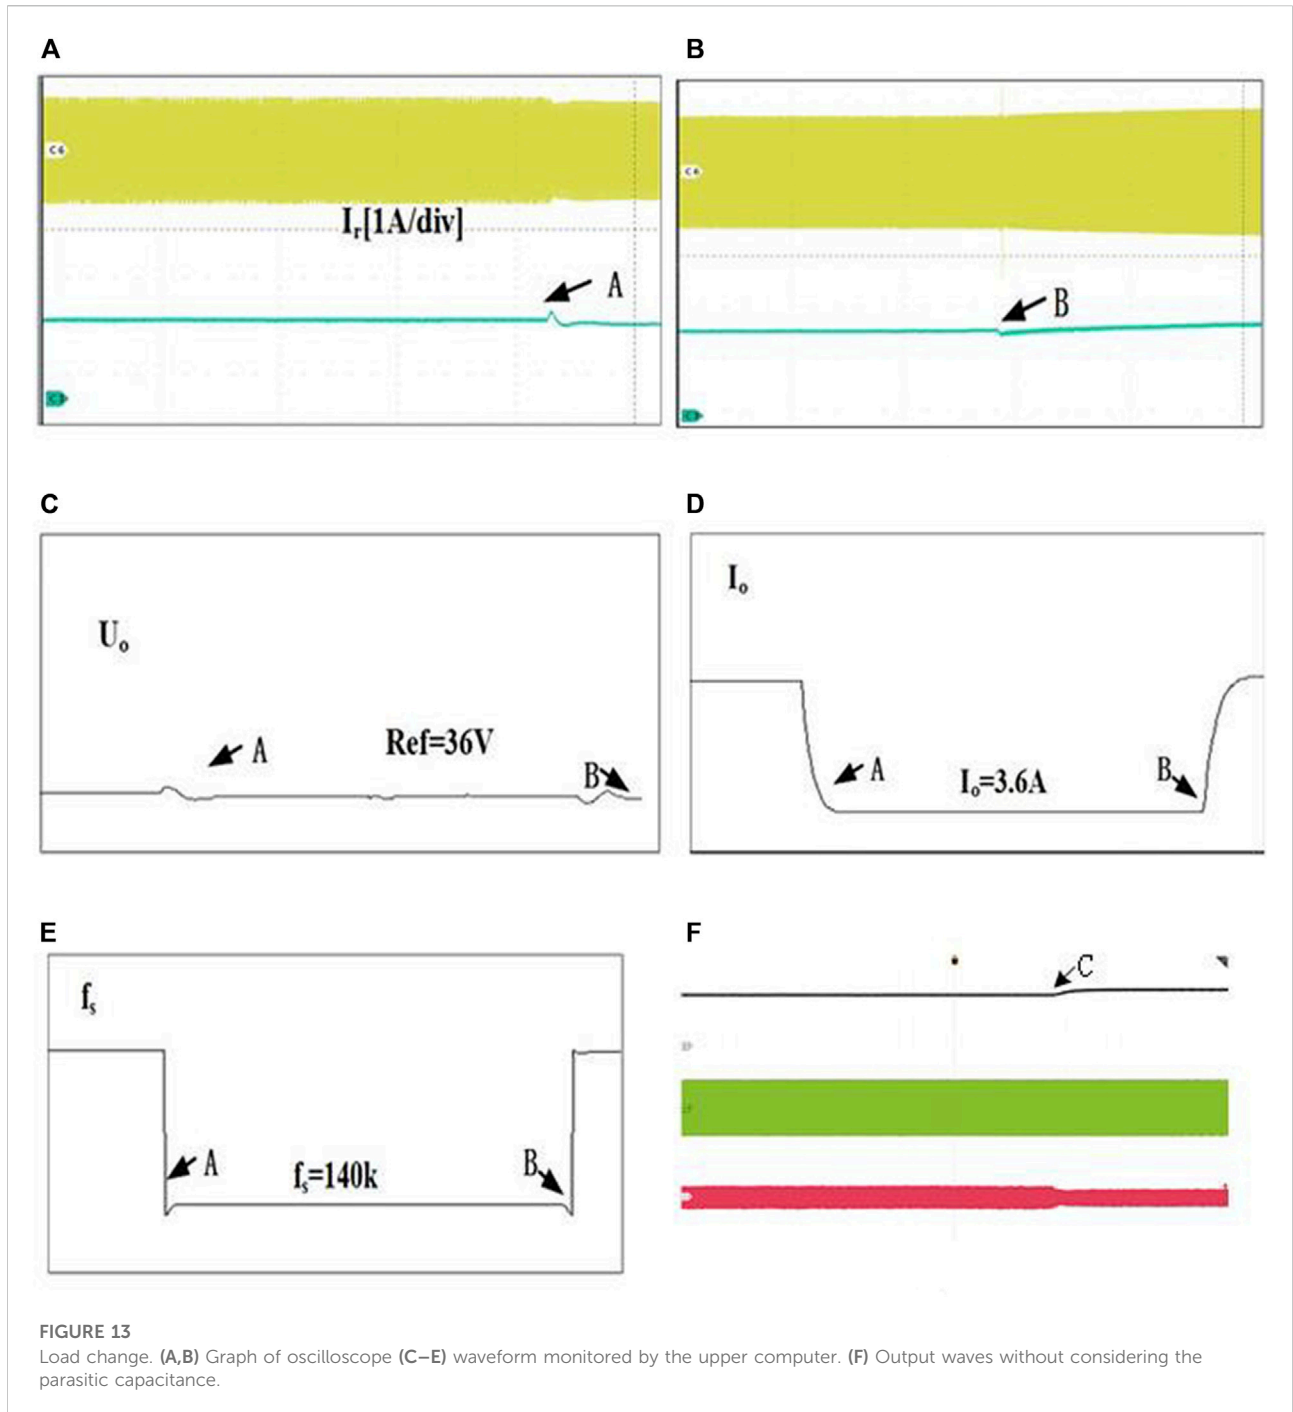 A
C4
Iᵣ[1A/div]
A
B
B
C
Uₒ
A
Ref=36V
B
D
Iₒ
A
Iₒ=3.6A
B
E
fₛ
A
fₛ=140k
B
F
C
FIGURE 13
Load change. (A,B) Graph of oscilloscope (C–E) waveform monitored by the upper computer. (F) Output waves without considering the
parasitic capacitance.